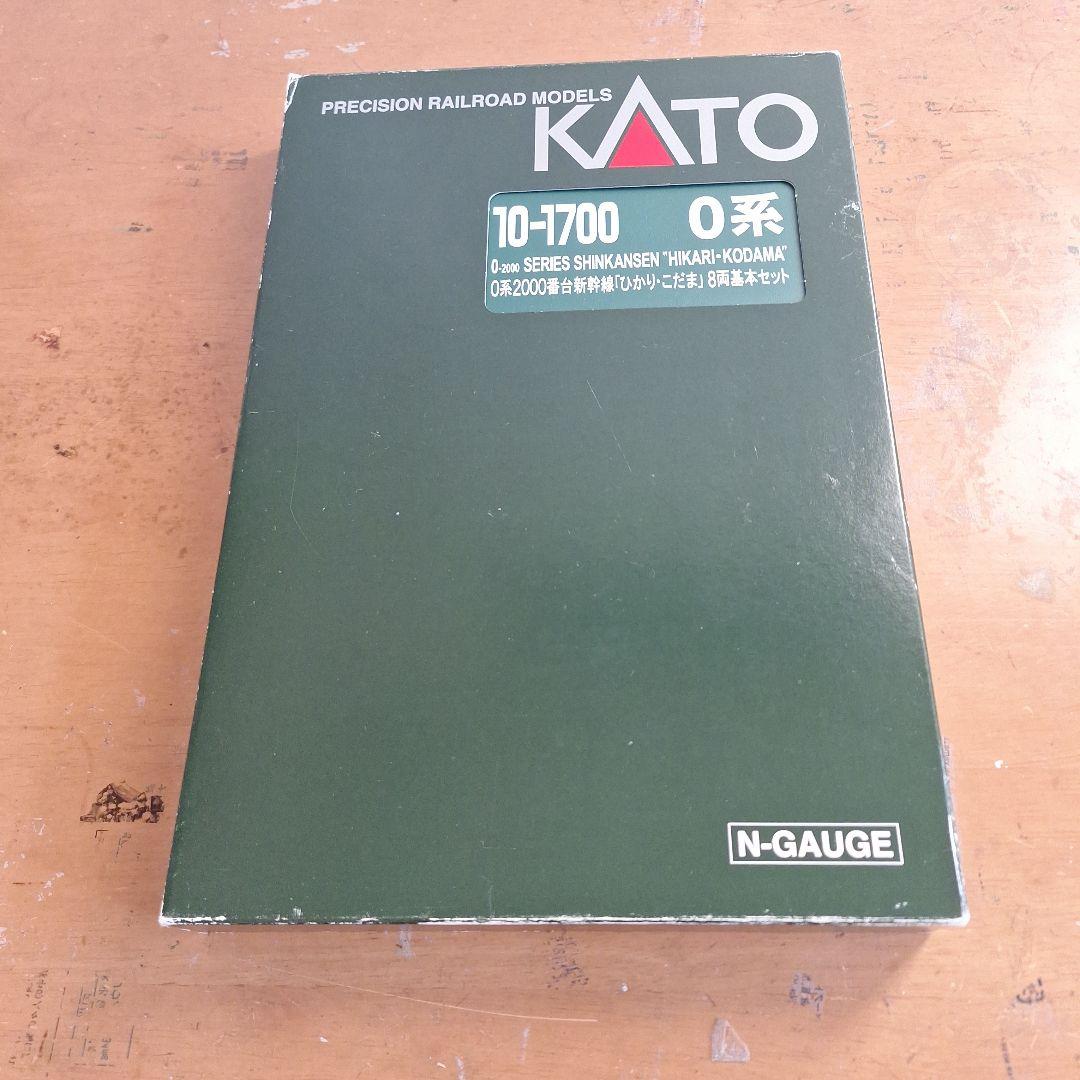 PRECISION RAILROAD MODELS
KATO
10-1700 0系
0-2000 SERIES SHINKANSEN "HIKARI-KODAMA"
0系2000番台新幹線「ひかり・こだま」8両基本セット
N-GAUGE